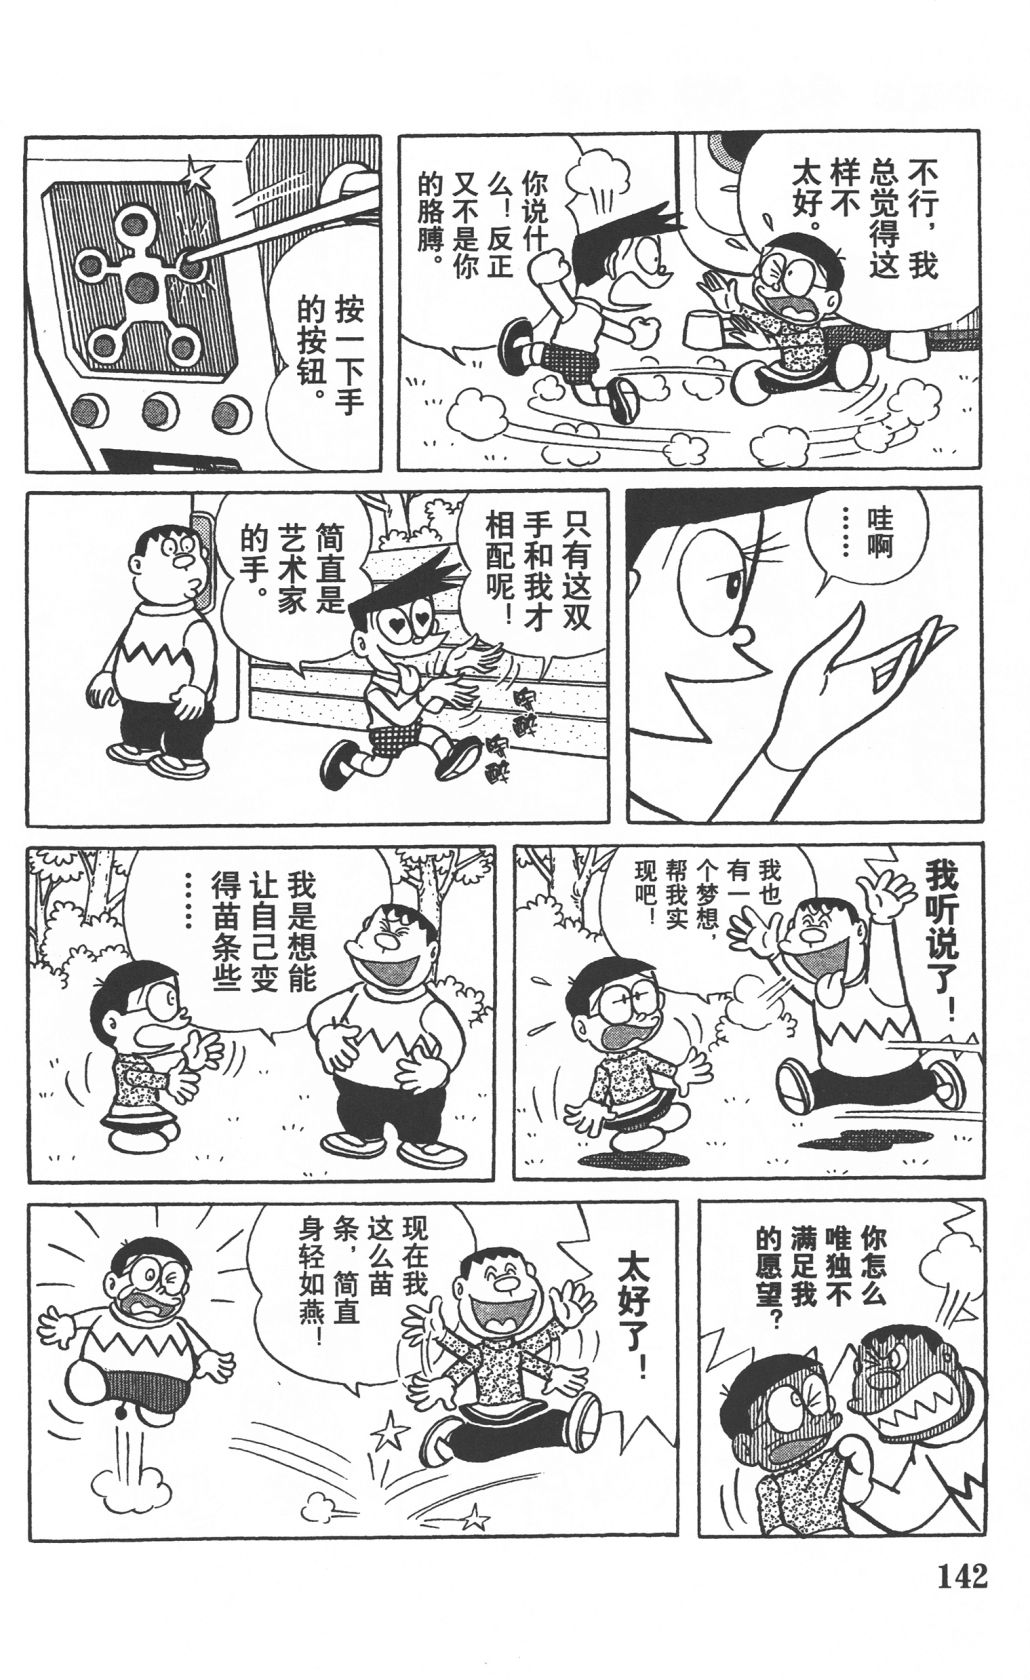 不行，我
总觉得这
样不
太好。
你说什
么！反正
又不是你
的胳膊。
按一下手
的按钮。
哇啊
……
只有这双
手和我才
相配呢！
简直是
艺术家
的手。
陶醉
陶醉
我听说了！
我也
有一
个梦想，
帮我实
现吧！
我是想能
让自己变
得苗条些
……
你怎么
唯独不
满足我
的愿望？
太好了！
现在我
这么苗
条，简直
身轻如
燕！
142